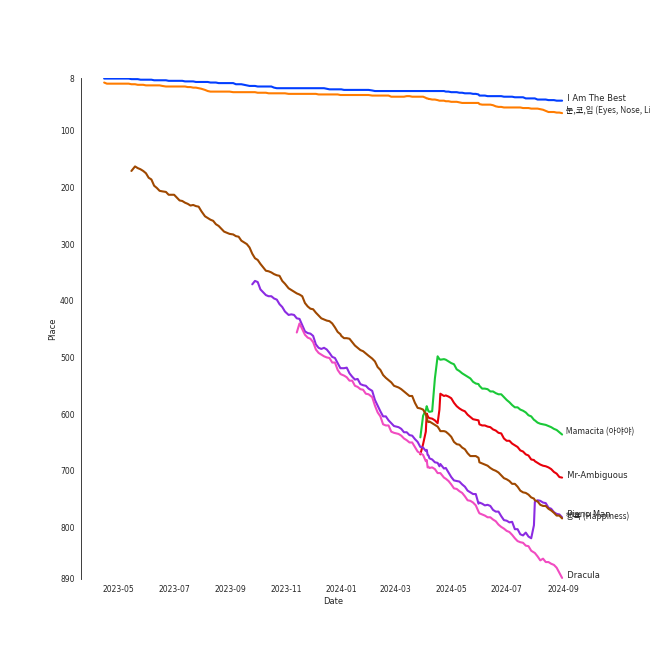 8
100
200
300
400
500
600
700
800
890
Place
2023-05
2023-07
2023-09
2023-11
2024-01
2024-03
2024-05
2024-07
2024-09
Date
I Am The Best
눈,코,입 (Eyes, Nose, Li
Mamacita (아야야)
Mr-Ambiguous
Piano Man
(Happiness)
Dracula